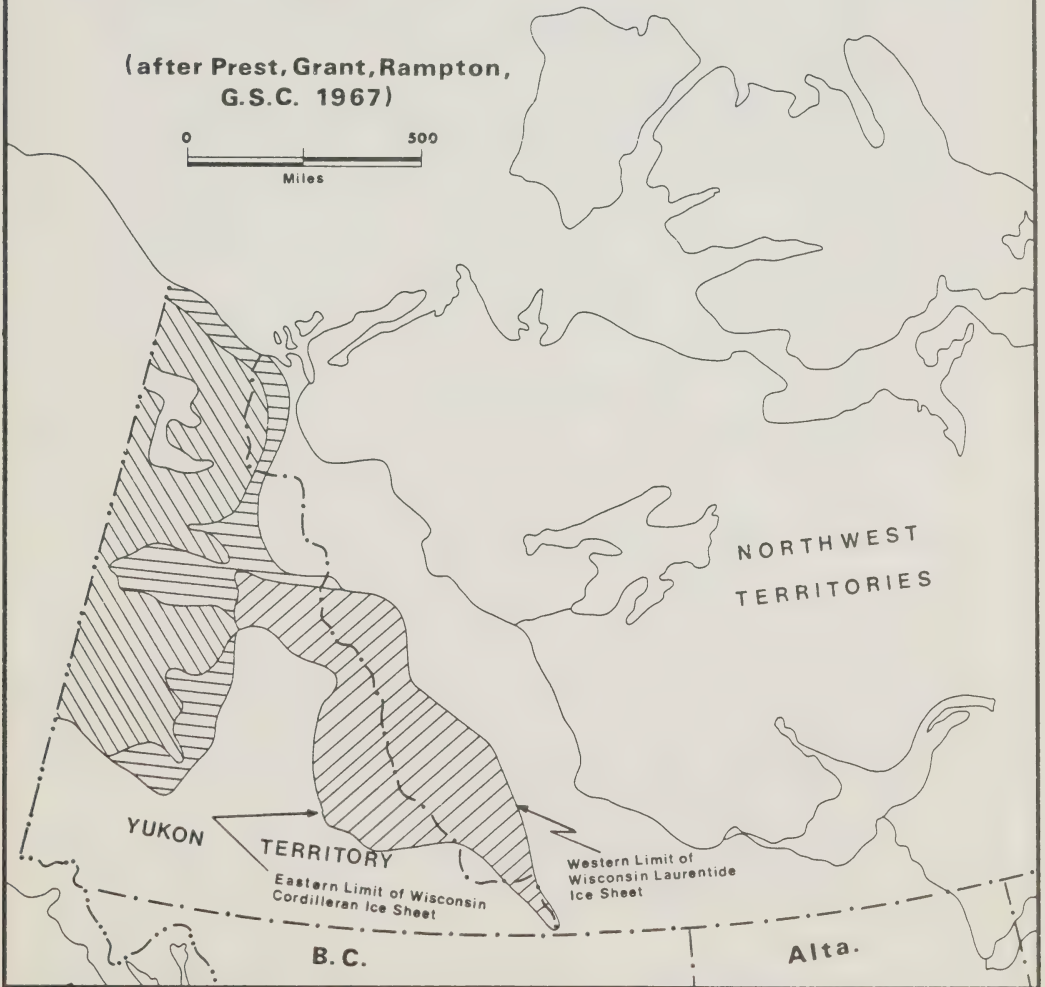 (after Prest, Grant, Rampton,
G.S.C. 1967)
0 500
Miles
NORTHWEST
TERRITORIES
YUKON
TERRITORY
Eastern Limit of Wisconsin
Cordilleran Ice Sheet
Western Limit of
Wisconsin Laurentide
Ice Sheet
B.C.
Alta.